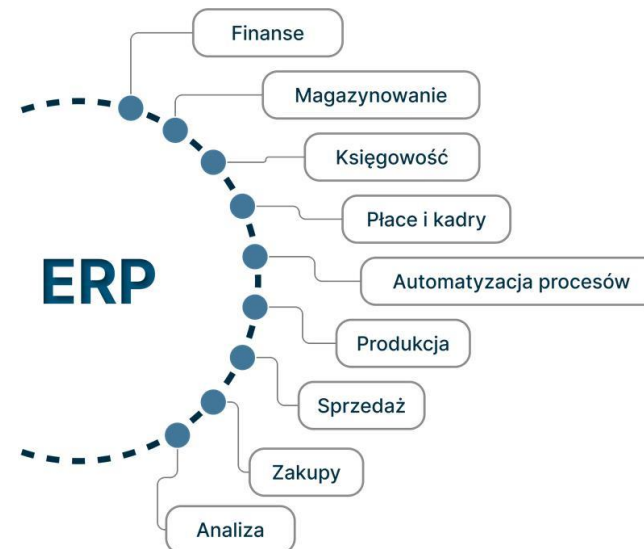 Finanse
Magazynowanie
Księgowość
Płace i kadry
ERP
Automatyzacja procesów
Produkcja
Sprzedaż
Zakupy
Analiza